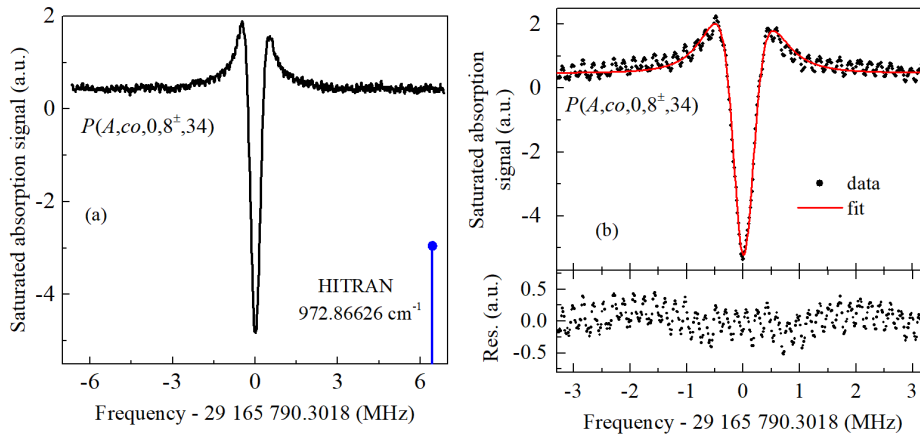 Saturated absorption signal (a.u.)
2
0
-2
-4
P(A,co,0,8±,34)
(a)
HITRAN
972.86626 cm-1
-6
-3
0
3
6
Frequency - 29 165 790.3018 (MHz)
Saturated absorption
signal (a.u.)
2
0
-2
-4
P(A,co,0,8±,34)
data
fit
(b)
Res. (a.u.)
0.5
0.0
-0.5
-3
-2
-1
0
1
2
3
Frequency - 29 165 790.3018 (MHz)